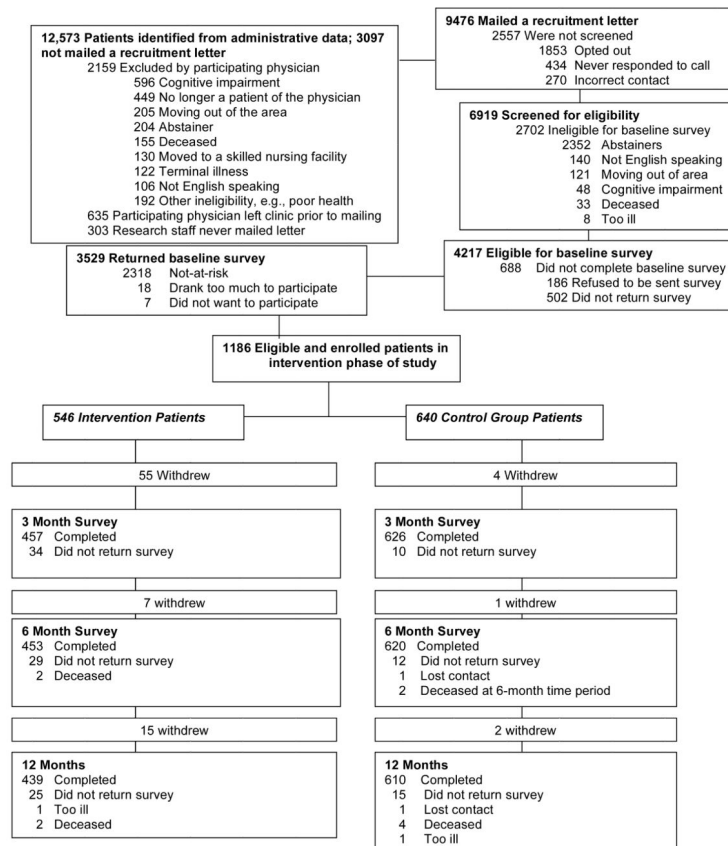 12,573 Patients identified from administrative data; 3097
not mailed a recruitment letter
2159 Excluded by participating physician
596 Cognitive impairment
449 No longer a patient of the physician
205 Moving out of the area
204 Abstainer
155 Deceased
130 Moved to a skilled nursing facility
122 Terminal illness
106 Not English speaking
192 Other ineligibility, e.g., poor health
635 Participating physician left clinic prior to mailing
303 Research staff never mailed letter
9476 Mailed a recruitment letter
2557 Were not screened
1853 Opted out
434 Never responded to call
270 Incorrect contact
6919 Screened for eligibility
2702 Ineligible for baseline survey
2352 Abstainers
140 Not English speaking
121 Moving out of area
48 Cognitive impairment
33 Deceased
8 Too ill
4217 Eligible for baseline survey
688 Did not complete baseline survey
186 Refused to be sent survey
502 Did not return survey
3529 Returned baseline survey
2318 Not-at-risk
18 Drank too much to participate
7 Did not want to participate
1186 Eligible and enrolled patients in
intervention phase of study
546 Intervention Patients
640 Control Group Patients
55 Withdrew
4 Withdrew
3 Month Survey
457 Completed
34 Did not return survey
3 Month Survey
626 Completed
10 Did not return survey
7 withdrew
1 withdrew
6 Month Survey
453 Completed
29 Did not return survey
2 Deceased
6 Month Survey
620 Completed
12 Did not return survey
1 Lost contact
2 Deceased at 6-month time period
15 withdrew
2 withdrew
12 Months
439 Completed
25 Did not return survey
1 Too ill
2 Deceased
12 Months
610 Completed
15 Did not return survey
1 Lost contact
4 Deceased
1 Too ill